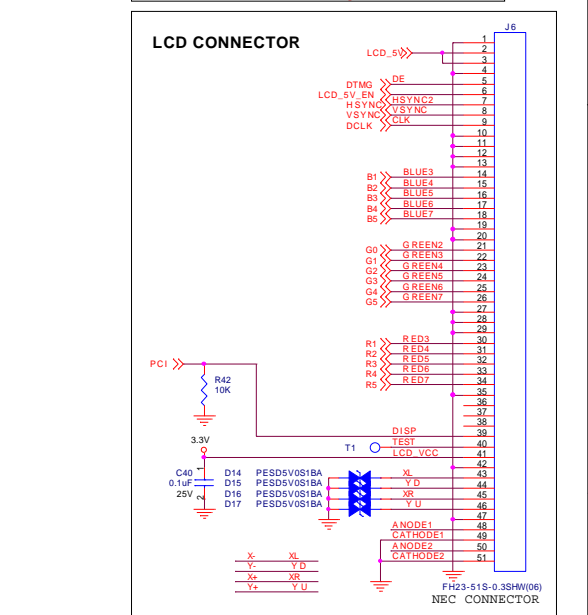 LCD CONNECTOR
J6
LCD_5V
1
2
3
4
DTMG DE 5
LCD_5V_EN 6
HSYNC HSYNC2 7
VSYNC VSYNC 8
DCLK CLK 9
10
11
12
13
B1 BLUE3 14
B2 BLUE4 15
B3 BLUE5 16
B4 BLUE6 17
B5 BLUE7 18
19
20
G0 GREEN2 21
G1 GREEN3 22
G2 GREEN4 23
G3 GREEN5 24
G4 GREEN6 25
G5 GREEN7 26
27
28
29
R1 RED3 30
R2 RED4 31
R3 RED5 32
R4 RED6 33
R5 RED7 34
35
36
37
38
PCI
R42
10K
DISP 39
T1 TEST 40
3.3V LCD_VCC 41
42
C40
0.1uF
25V
1
2
D14 PESD5V0S1BA XL 43
D15 PESD5V0S1BA YD 44
D16 PESD5V0S1BA XR 45
D17 PESD5V0S1BA YU 46
47
ANODE1 48
CATHODE1 49
ANODE2 50
CATHODE2 51
X- XL
Y- YD
X+ XR
Y+ YU
FH23-51S-0.3SHW(06)
NEC CONNECTOR